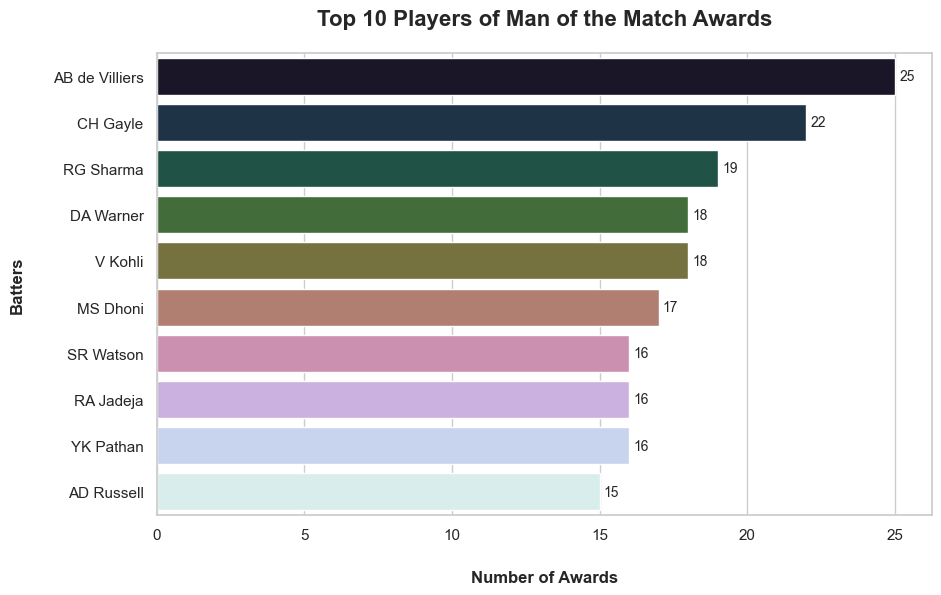 Top 10 Players of Man of the Match Awards
Batters
AB de Villiers 25
CH Gayle 22
RG Sharma 19
DA Warner 18
V Kohli 18
MS Dhoni 17
SR Watson 16
RA Jadeja 16
YK Pathan 16
AD Russell 15
0 5 10 15 20 25
Number of Awards